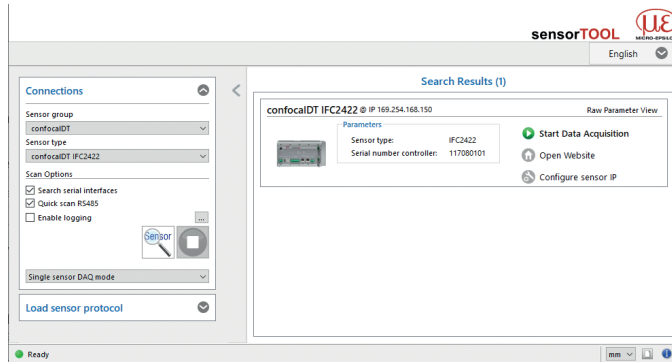 sensorTOOL
µε
MICRO-EPSILON
English
Connections
Sensor group
confocalDT
Sensor type
confocalDT IFC2422
Scan Options
Search serial interfaces
Quick scan RS485
Enable logging
...
Sensor
Single sensor DAQ mode
Load sensor protocol
Search Results (1)
confocalDT IFC2422 @ IP 169.254.168.150
Raw Parameter View
Parameters
Sensor type: IFC2422
Serial number controller: 117080101
Start Data Acquisition
Open Website
Configure sensor IP
Ready
mm